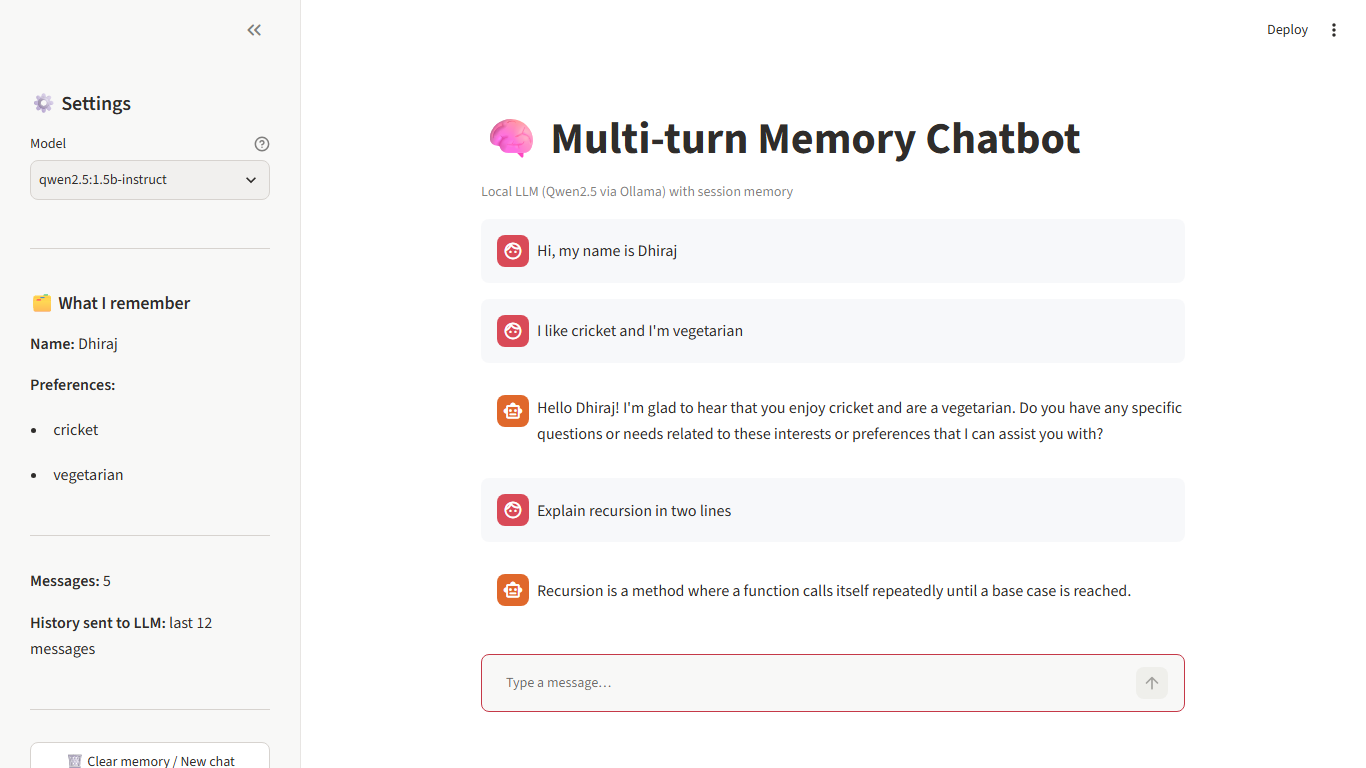 Deploy
Settings
Model
qwen2.5:1.5b-instruct
What I remember
Name: Dhiraj
Preferences:
• cricket
• vegetarian
Messages: 5
History sent to LLM: last 12
messages
Clear memory / New chat
Multi-turn Memory Chatbot
Local LLM (Qwen2.5 via Ollama) with session memory
Hi, my name is Dhiraj
I like cricket and I'm vegetarian
Hello Dhiraj! I'm glad to hear that you enjoy cricket and are a vegetarian. Do you have any specific
questions or needs related to these interests or preferences that I can assist you with?
Explain recursion in two lines
Recursion is a method where a function calls itself repeatedly until a base case is reached.
Type a message…